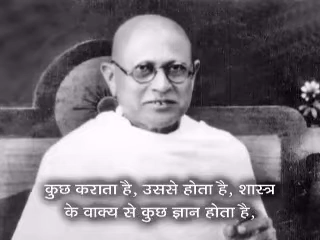 कुछ कराता है, उससे होता है, शास्त्र
के वाक्य से कुछ ज्ञान होता है,